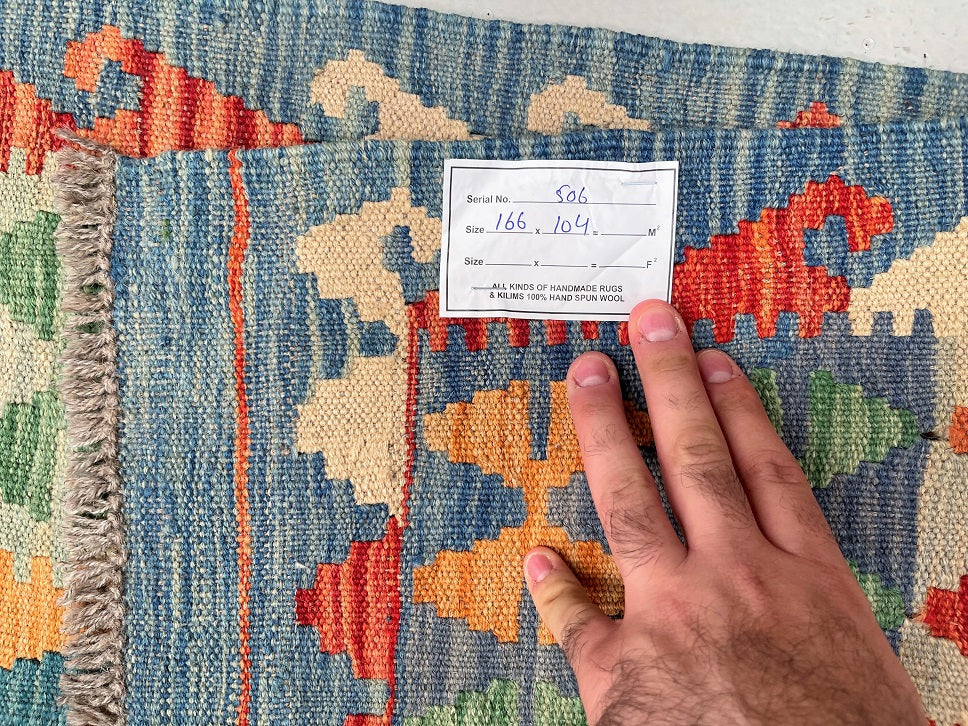 Serial No. 506
Size 166 x 104 = M²
Size x = F²
ALL KINDS OF HANDMADE RUGS
& KILIMS 100% HAND SPUN WOOL